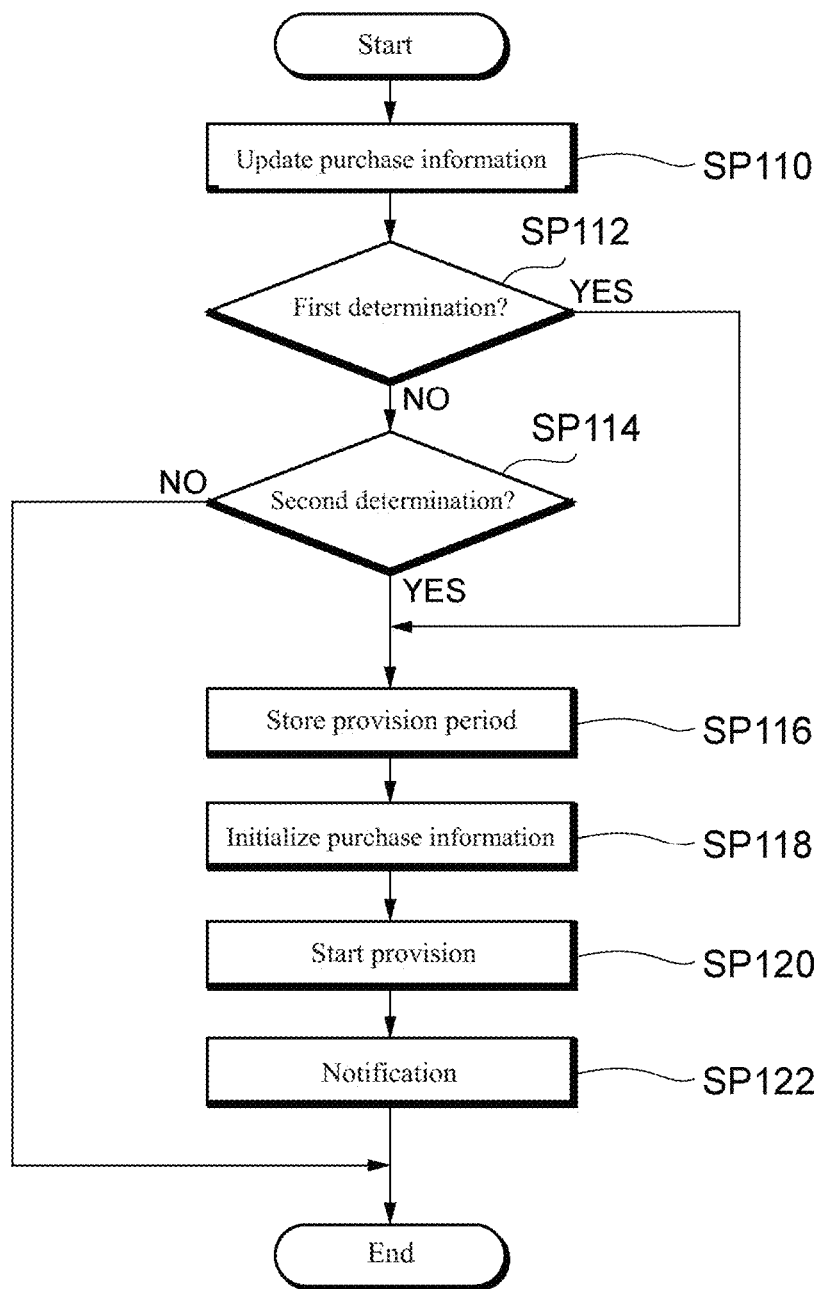 Start
Update purchase information
SP110
SP112
First determination?
YES
NO
SP114
NO
Second determination?
YES
Store provision period
SP116
Initialize purchase information
SP118
Start provision
SP120
Notification
SP122
End